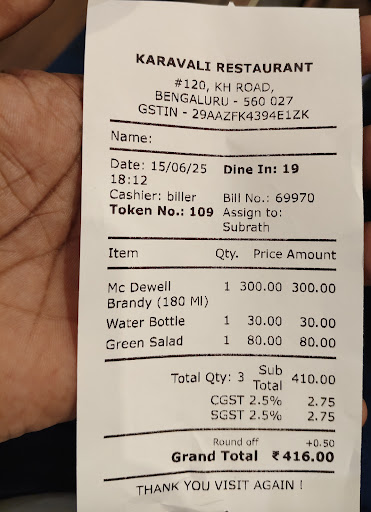 KARAVALI RESTAURANT
#120, KH ROAD,
BENGALURU - 560 027
GSTIN - 29AAZFK4394E1ZK
Name:
Date: 15/06/25 Dine In: 19
18:12
Cashier: biller Bill No.: 69970
Token No.: 109 Assign to:
Subrath
Item Qty. Price Amount
Mc Dewell 1 300.00 300.00
Brandy (180 Ml)
Water Bottle 1 30.00 30.00
Green Salad 1 80.00 80.00
Total Qty: 3 Sub Total 410.00
CGST 2.5% 2.75
SGST 2.5% 2.75
Round off +0.50
Grand Total ₹416.00
THANK YOU VISIT AGAIN !